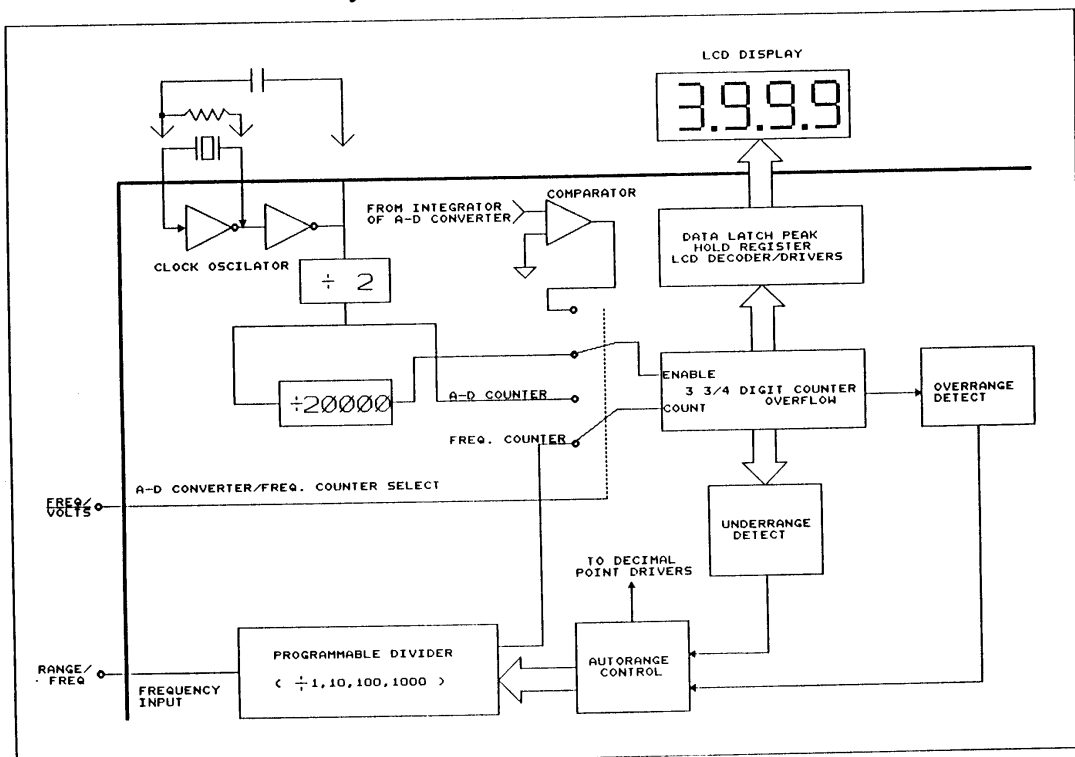 LCD DISPLAY
3.9.9.9
COMPARATOR
FROM INTEGRATOR
OF A-D CONVERTER
DATA LATCH PEAK
HOLD REGISTER
LCD DECODER/DRIVERS
CLOCK OSCILATOR
÷ 2
÷20000
A-D COUNTER
ENABLE
3 3/4 DIGIT COUNTER
OVERFLOW
COUNT
OVERRANGE
DETECT
FREQ. COUNTER
A-D CONVERTER/FREQ. COUNTER SELECT
FREQ/
VOLTS
UNDERRANGE
DETECT
TO DECIMAL
POINT DRIVERS
PROGRAMMABLE DIVIDER
( ÷1,10,100,1000 )
AUTORANGE
CONTROL
RANGE/
FREQ
FREQUENCY
INPUT